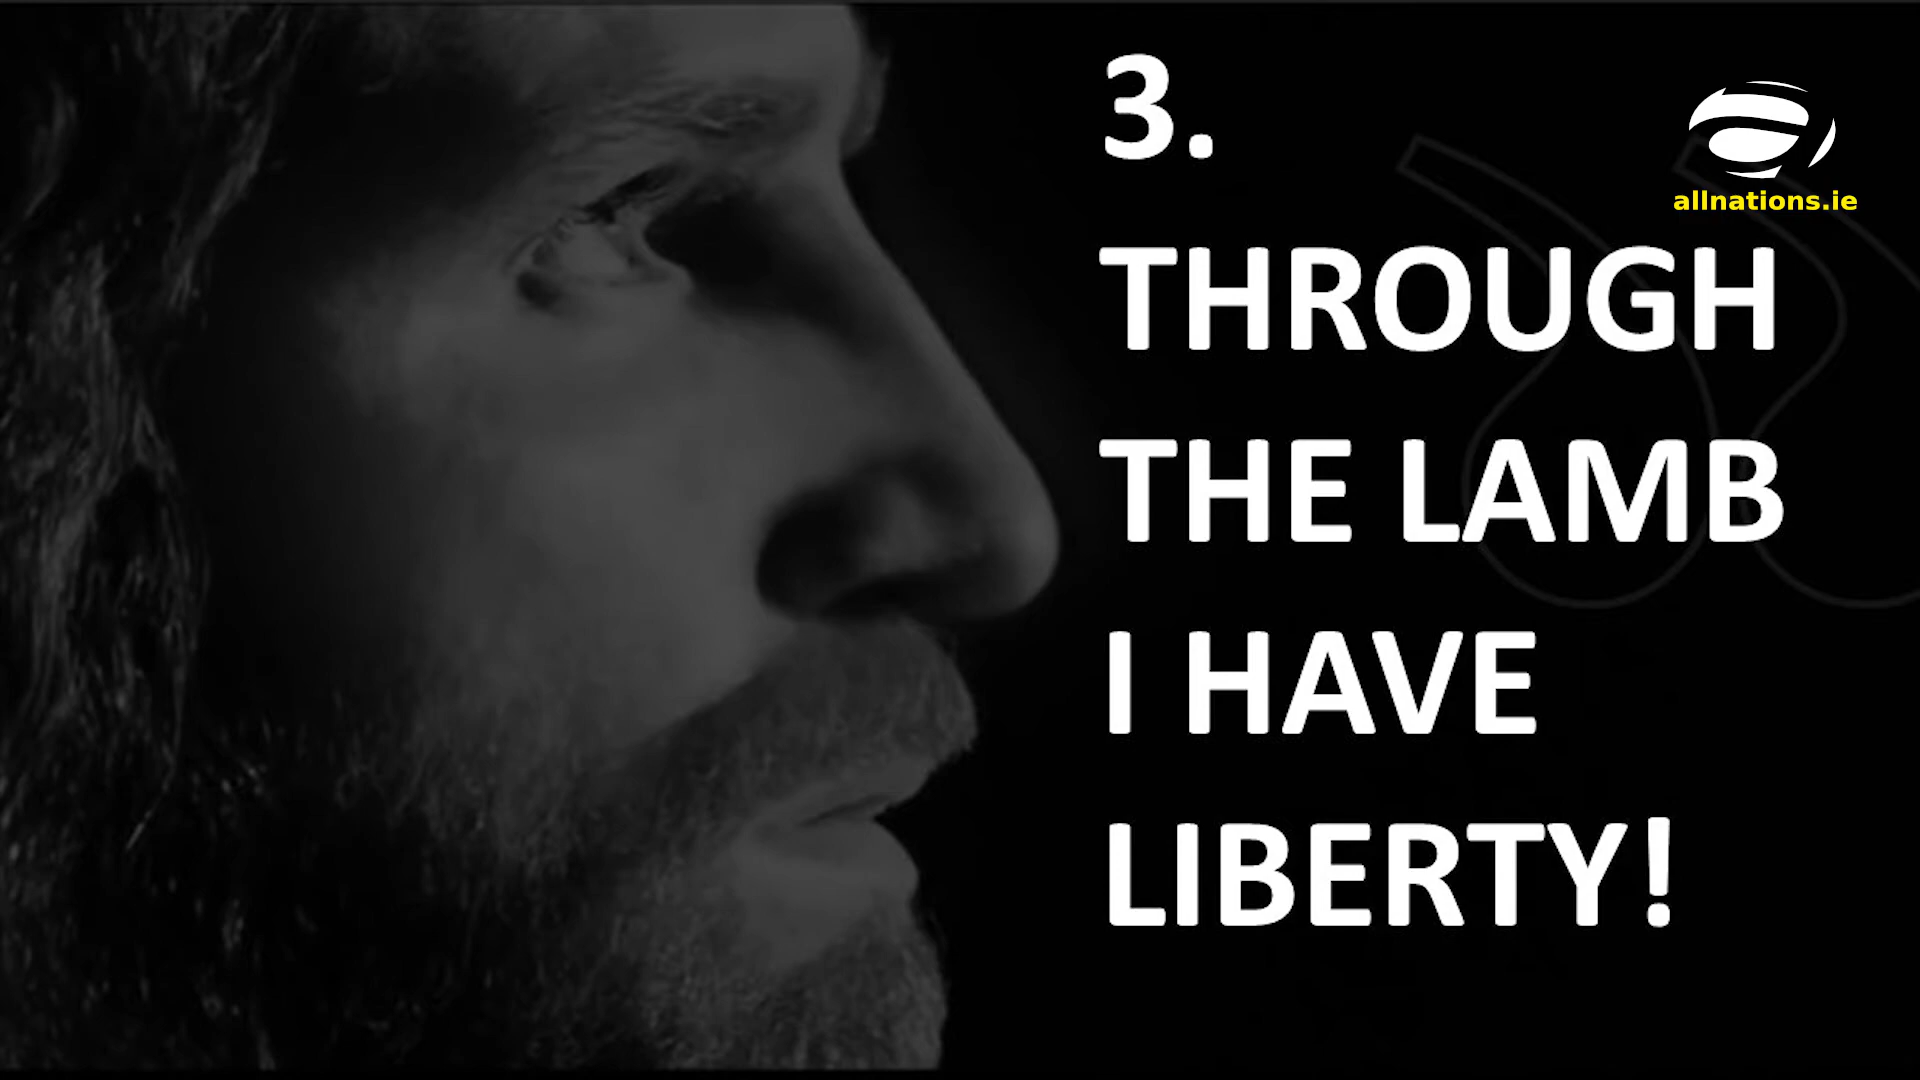 3.
allnations.ie
THROUGH
THE LAMB
I HAVE
LIBERTY!